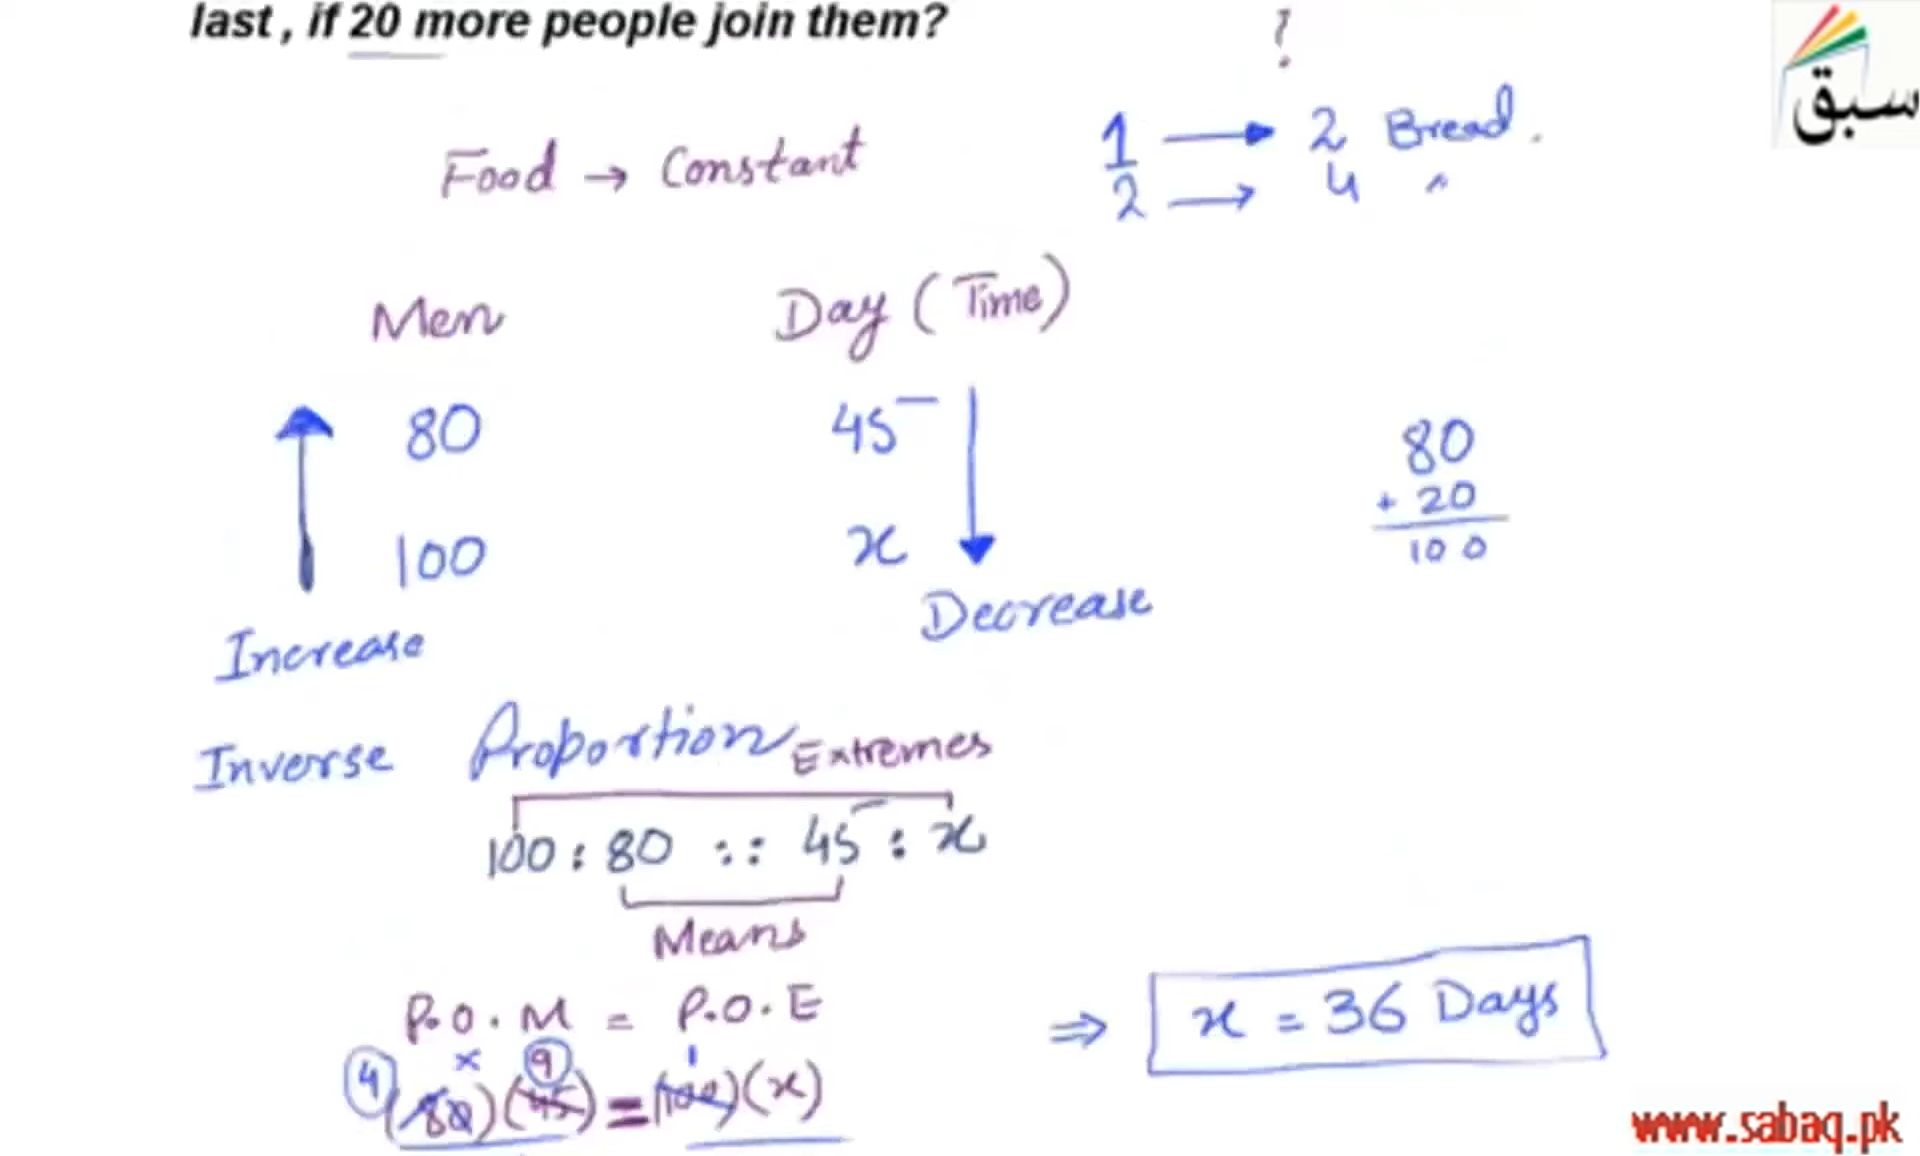 last , if 20 more people join them?
?
سبق
Food → Constant
1 → 2 Bread.
2 → 4 "
Men Day (Time)
80 45
100 x
Increase Decrease
80
+ 20
100
Inverse Proportion
Extremes
100 : 80 :: 45 : x
Means
P.O.M = P.O.E
4 × 9 1
(80)(45) = (100)(x)
⇒ x = 36 Days
www.sabaq.pk